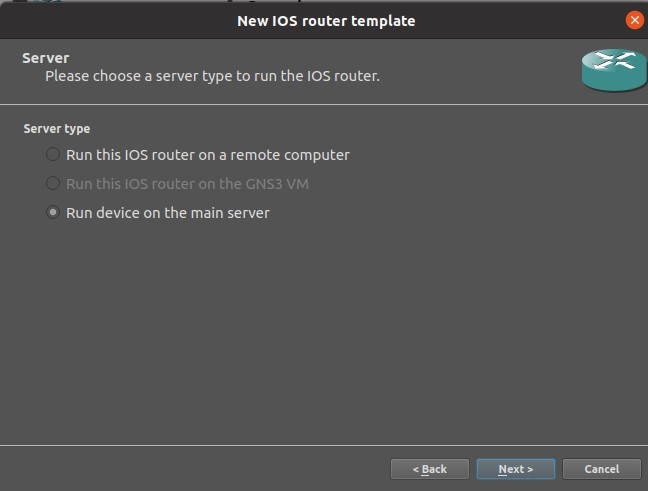 New IOS router template
Server
Please choose a server type to run the IOS router.
Server type
Run this IOS router on a remote computer
Run this IOS router on the GNS3 VM
Run device on the main server
< Back
Next >
Cancel